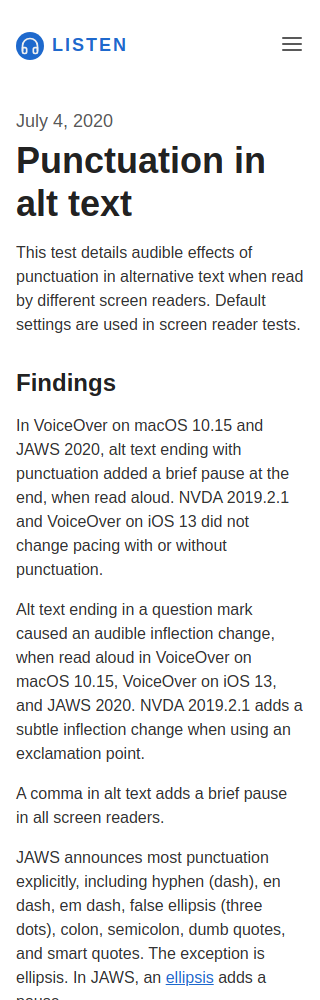 LISTEN
July 4, 2020
Punctuation in
alt text
This test details audible effects of
punctuation in alternative text when read
by different screen readers. Default
settings are used in screen reader tests.
Findings
In VoiceOver on macOS 10.15 and
JAWS 2020, alt text ending with
punctuation added a brief pause at the
end, when read aloud. NVDA 2019.2.1
and VoiceOver on iOS 13 did not
change pacing with or without
punctuation.
Alt text ending in a question mark
caused an audible inflection change,
when read aloud in VoiceOver on
macOS 10.15, VoiceOver on iOS 13,
and JAWS 2020. NVDA 2019.2.1 adds a
subtle inflection change when using an
exclamation point.
A comma in alt text adds a brief pause
in all screen readers.
JAWS announces most punctuation
explicitly, including hyphen (dash), en
dash, em dash, false ellipsis (three
dots), colon, semicolon, dumb quotes,
and smart quotes. The exception is
ellipsis. In JAWS, an ellipsis adds a